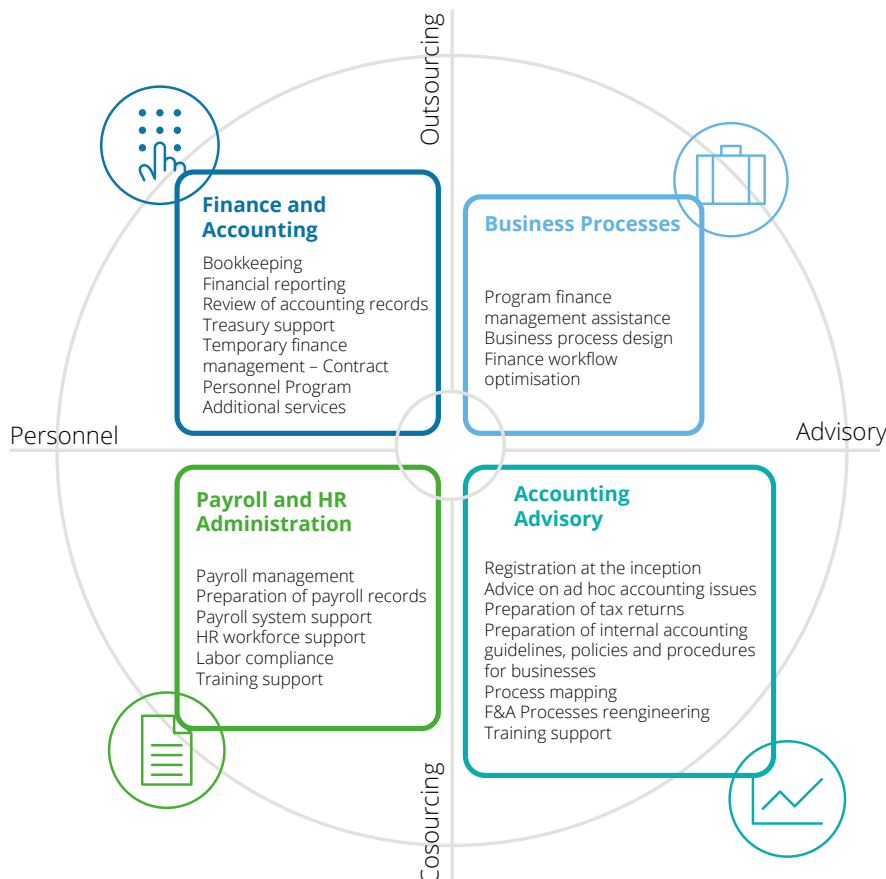 Outsourcing
Finance and
Accounting
Bookkeeping
Financial reporting
Review of accounting records
Treasury support
Temporary finance
management – Contract
Personnel Program
Additional services
Business Processes
Program finance
management assistance
Business process design
Finance workflow
optimisation
Personnel
Advisory
Payroll and HR
Administration
Payroll management
Preparation of payroll records
Payroll system support
HR workforce support
Labor compliance
Training support
Accounting
Advisory
Registration at the inception
Advice on ad hoc accounting issues
Preparation of tax returns
Preparation of internal accounting
guidelines, policies and procedures
for businesses
Process mapping
F&A Processes reengineering
Training support
Cosourcing